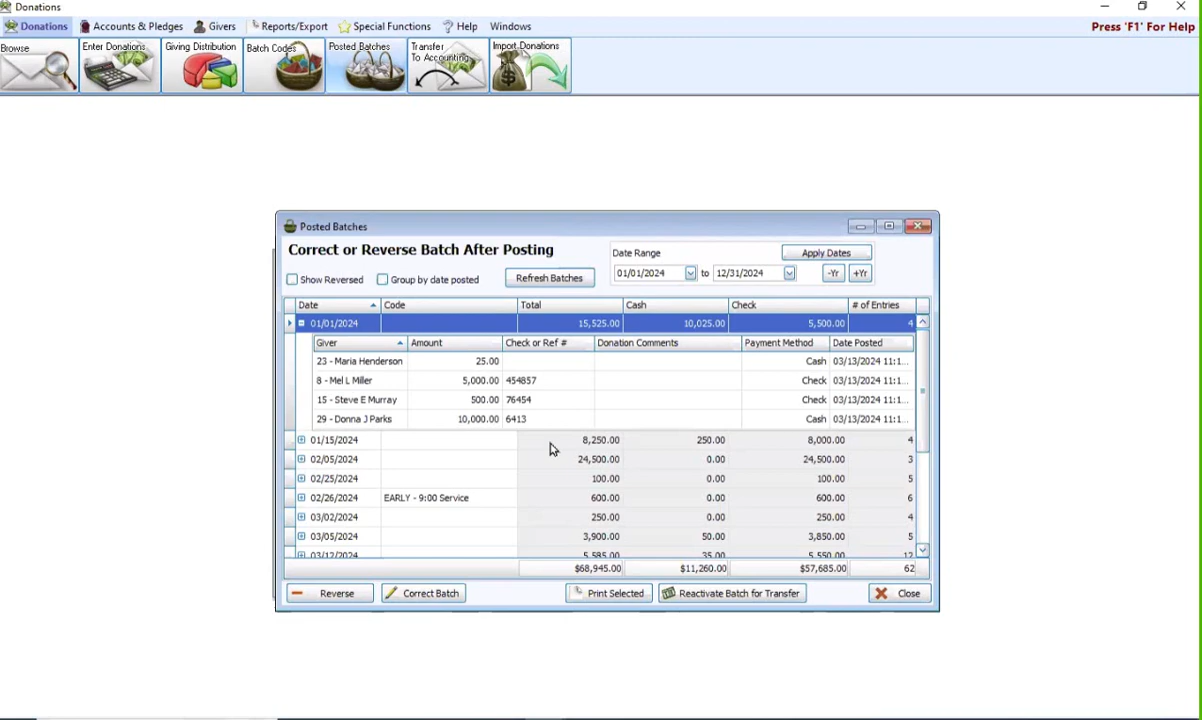 Donations
Donations Accounts & Pledges Givers Reports/Export Special Functions Help Windows Press 'F1' For Help
Browse Enter Donations Giving Distribution Batch Codes Posted Batches Transfer To Accounting Import Donations
Posted Batches
Correct or Reverse Batch After Posting
Date Range Apply Dates
01/01/2024 to 12/31/2024 -Yr +Yr
Show Reversed Group by date posted Refresh Batches
Date Code Total Cash Check # of Entries
01/01/2024 15,525.00 10,025.00 5,500.00 4
Giver Amount Check or Ref # Donation Comments Payment Method Date Posted
23 - Maria Henderson 25.00 Cash 03/13/2024 11:1...
8 - Mel L Miller 5,000.00 454857 Check 03/13/2024 11:1...
15 - Steve E Murray 500.00 76454 Check 03/13/2024 11:1...
29 - Donna J Parks 10,000.00 6413 Cash 03/13/2024 11:1...
01/15/2024 8,250.00 250.00 8,000.00 4
02/05/2024 24,500.00 0.00 24,500.00 3
02/25/2024 100.00 0.00 100.00 5
02/26/2024 EARLY - 9:00 Service 600.00 0.00 600.00 6
03/02/2024 250.00 0.00 250.00 4
03/05/2024 3,900.00 50.00 3,850.00 5
03/12/2024 5,585.00 35.00 5,550.00 12
$68,945.00 $11,260.00 $57,685.00 62
Reverse Correct Batch Print Selected Reactivate Batch for Transfer Close